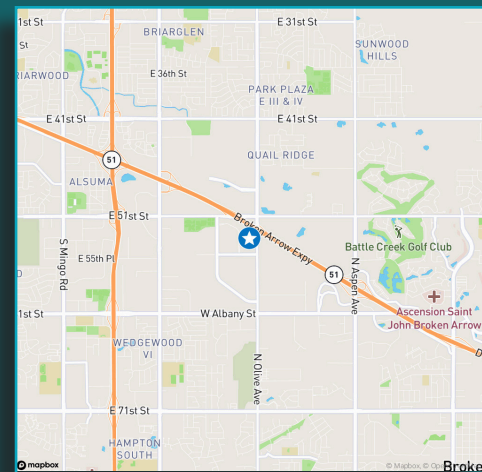 1st St
E 31st St
BRIARGLEN
St
SUNWOOD
HILLS
RIARWOOD
E 36th St
PARK PLAZA
E III & IV
E 41st St
E 41st St
51
QUAIL RIDGE
ALSUMA
E 51st St
Broken Arrow Expy
S Mingo Rd
E 55th Pl
Battle Creek Golf Club
51
N Aspen Ave
Ascension Saint
John Broken Arrow
1st St
W Albany St
WEDGEWOOD
VI
N Olive Ave
D
E 71st St
HAMPTON
SOUTH
mapbox
© Mapbox, © Op
Broke